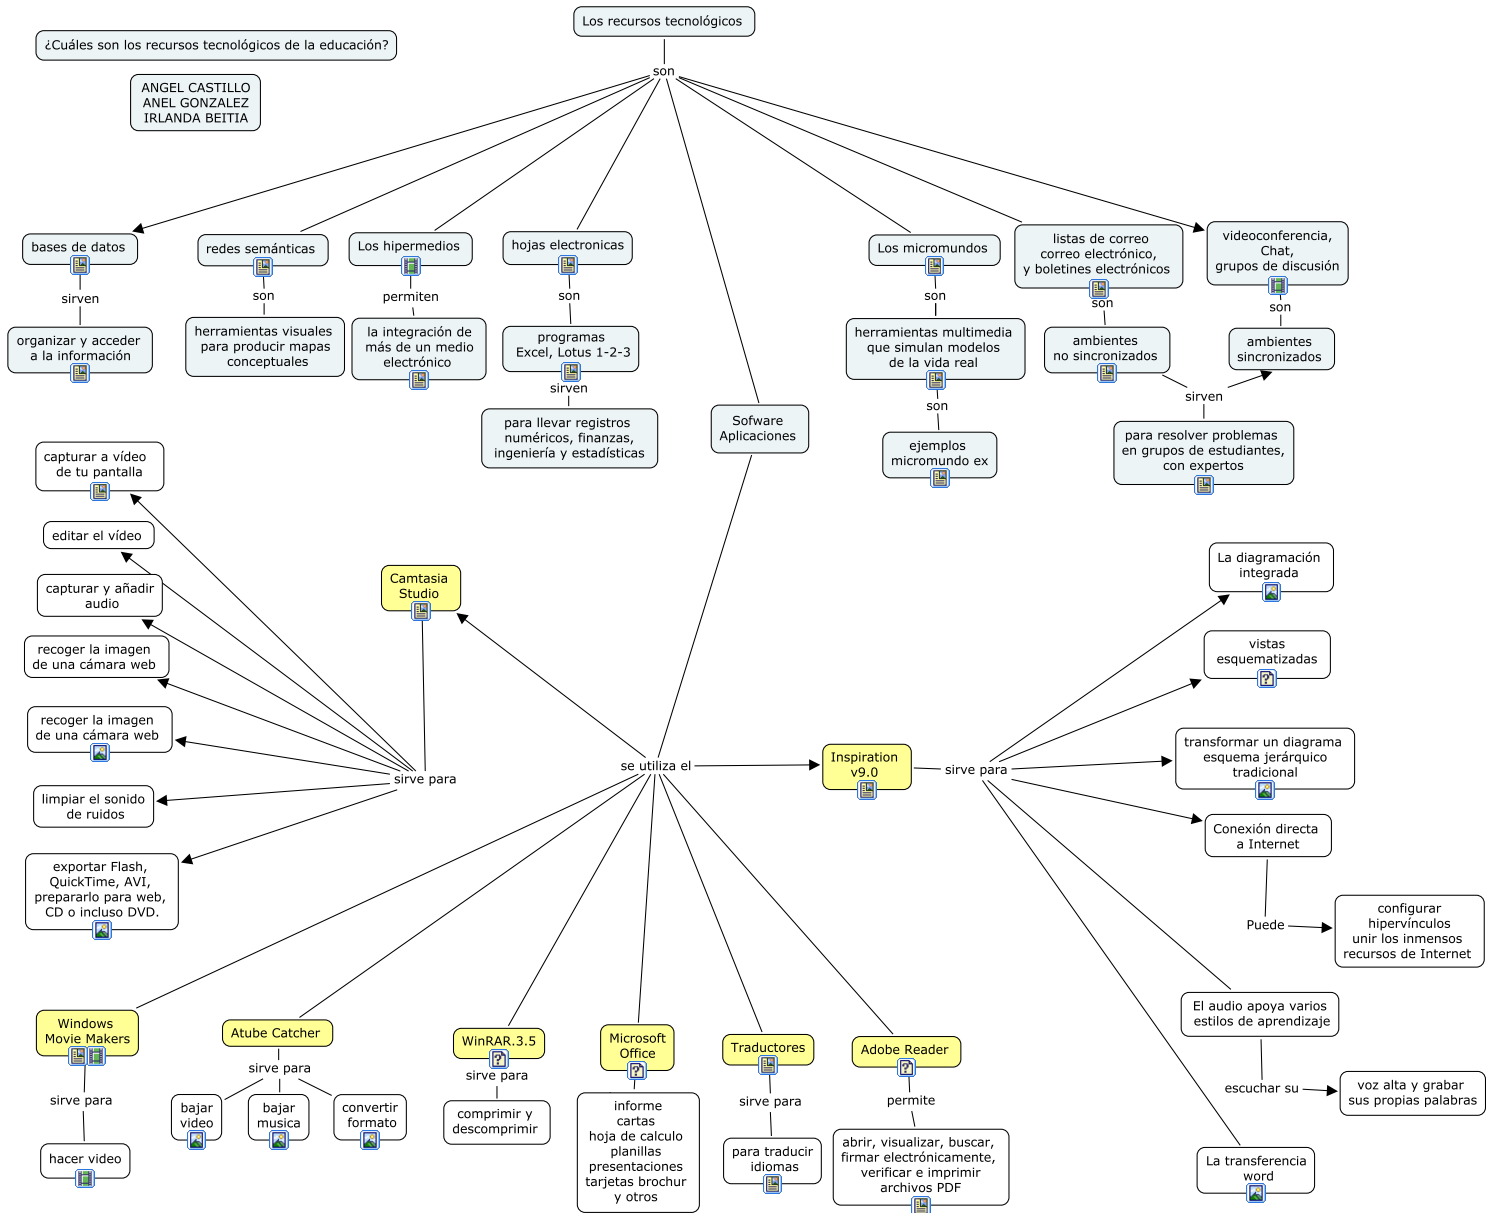 Los recursos tecnológicos
¿Cuáles son los recursos tecnológicos de la educación?
son
ANGEL CASTILLO
ANEL GONZALEZ
IRLANDA BEITIA
bases de datos
sirven
organizar y acceder
a la información
redes semánticas
son
herramientas visuales
para producir mapas
conceptuales
Los hipermedios
permiten
la integración de
más de un medio
electrónico
hojas electronicas
son
programas
Excel, Lotus 1-2-3
sirven
para llevar registros
numéricos, finanzas,
ingeniería y estadísticas
Sofware
Aplicaciones
Los micromundos
son
herramientas multimedia
que simulan modelos
de la vida real
son
ejemplos
micromundo ex
listas de correo
correo electrónico,
y boletines electrónicos
son
ambientes
no sincronizados
videoconferencia,
Chat,
grupos de discusión
son
ambientes
sincronizados
sirven
para resolver problemas
en grupos de estudiantes,
con expertos
se utiliza el
Camtasia
Studio
sirve para
capturar a vídeo
de tu pantalla
editar el vídeo
capturar y añadir
audio
recoger la imagen
de una cámara web
recoger la imagen
de una cámara web
limpiar el sonido
de ruidos
exportar Flash,
QuickTime, AVI,
prepararlo para web,
CD o incluso DVD.
Inspiration
v9.0
sirve para
La diagramación
integrada
vistas
esquematizadas
transformar un diagrama
esquema jerárquico
tradicional
Conexión directa
a Internet
Puede
configurar
hipervínculos
unir los inmensos
recursos de Internet
El audio apoya varios
estilos de aprendizaje
escuchar su
voz alta y grabar
sus propias palabras
La transferencia
word
Windows
Movie Makers
sirve para
hacer video
Atube Catcher
sirve para
bajar
video
bajar
musica
convertir
formato
WinRAR.3.5
sirve para
comprimir y
descomprimir
Microsoft
Office
informe
cartas
hoja de calculo
planillas
presentaciones
tarjetas brochur
y otros
Traductores
sirve para
para traducir
idiomas
Adobe Reader
permite
abrir, visualizar, buscar,
firmar electrónicamente,
verificar e imprimir
archivos PDF